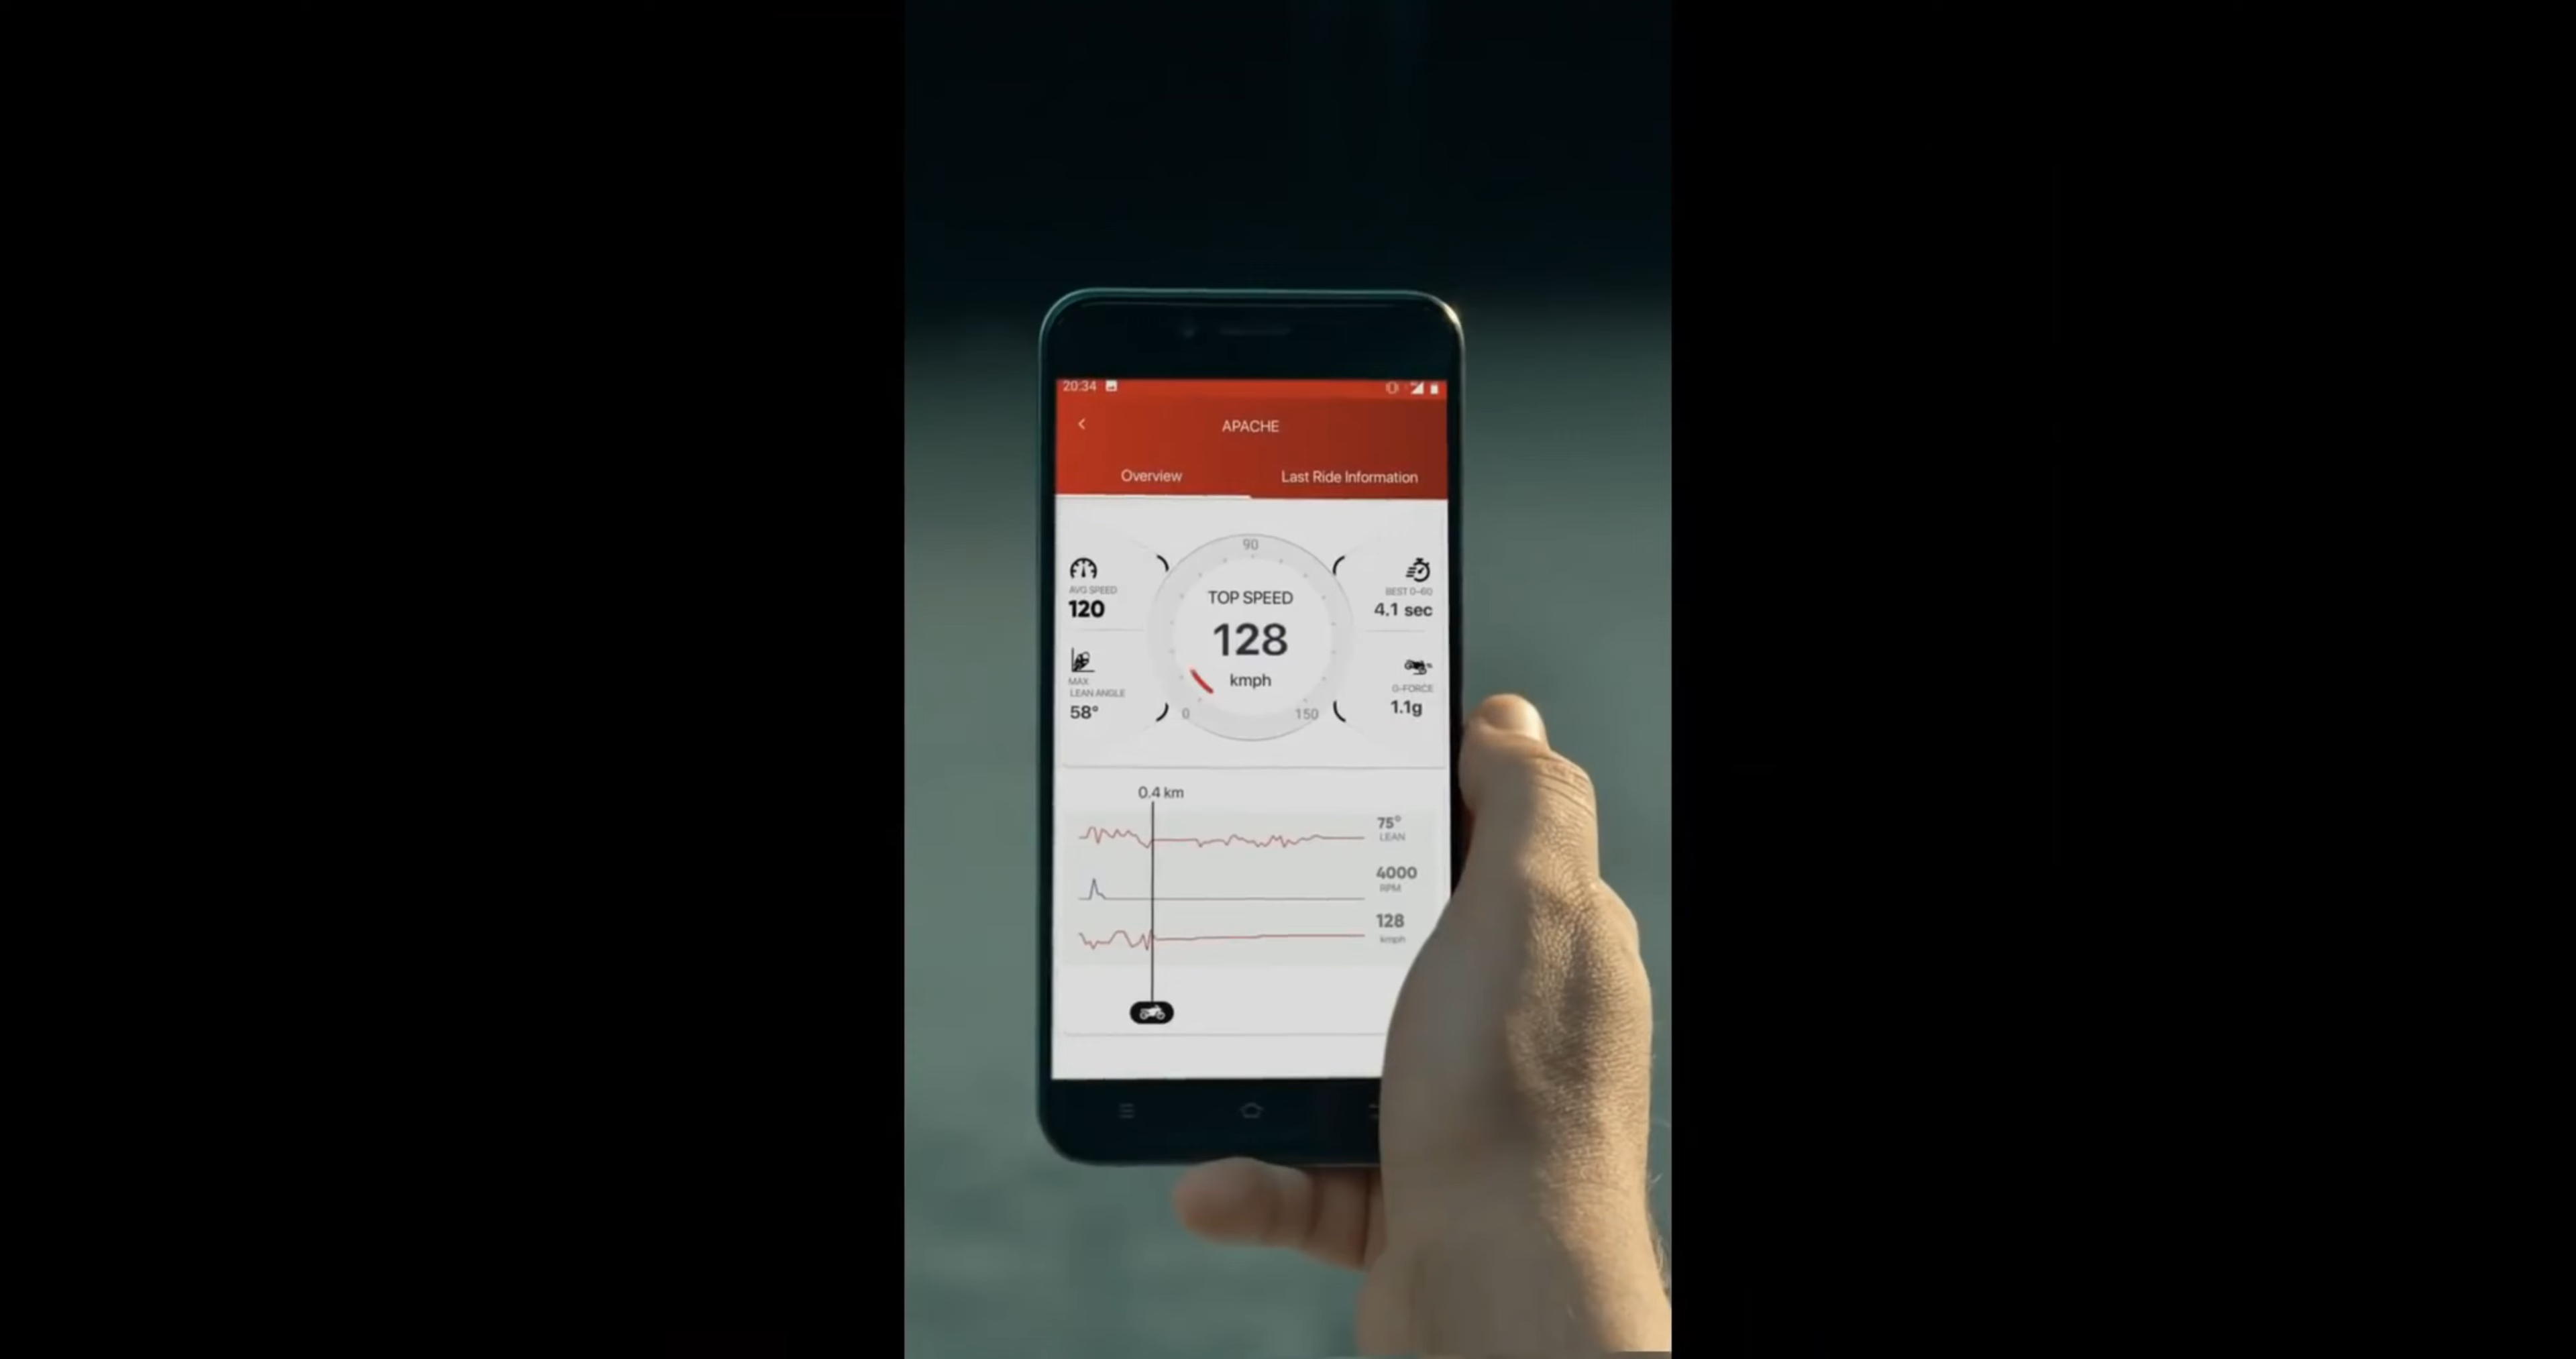 20:34
APACHE
Overview
Last Ride Information
AVG SPEED
120
MAX
LEAN ANGLE
58°
90
TOP SPEED
128
kmph
0
150
BEST 0-60
4.1 sec
G-FORCE
1.1g
0.4 km
75°
LEAN
4000
RPM
128
kmph